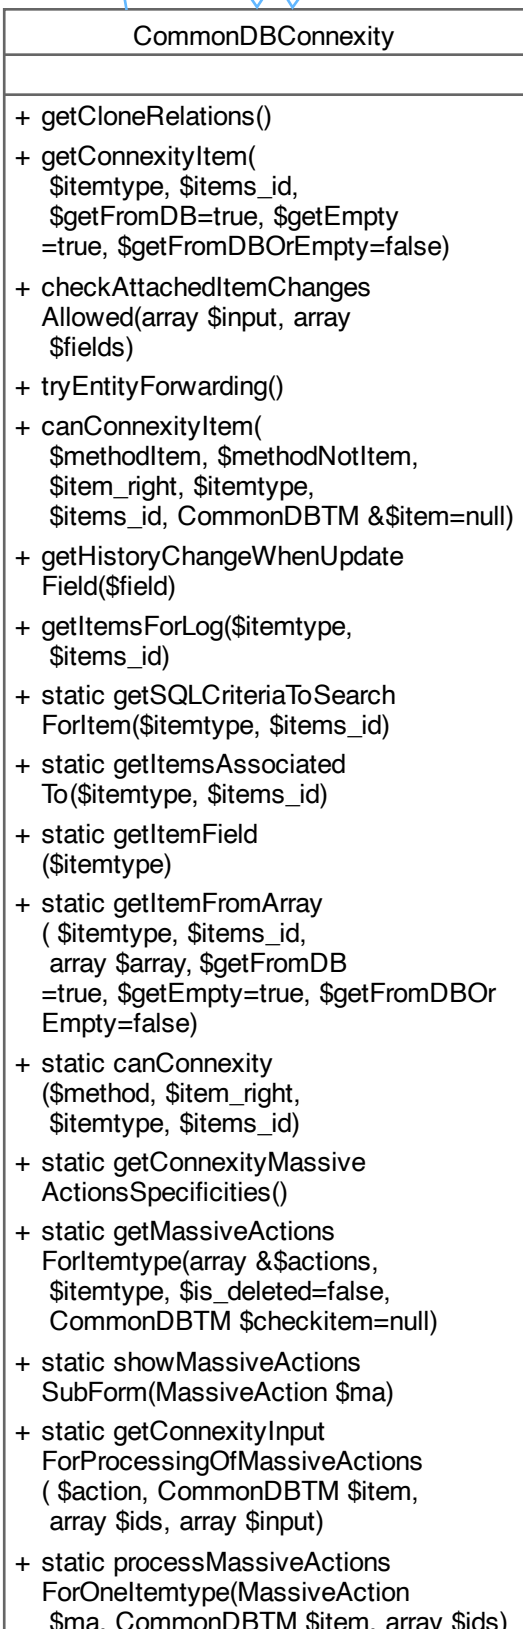 CommonDBConnexity
+ getCloneRelations()
+ getConnexityItem(
$itemtype, $items_id,
$getFromDB=true, $getEmpty
=true, $getFromDBOrEmpty=false)
+ checkAttachedItemChanges
Allowed(array $input, array
$fields)
+ tryEntityForwarding()
+ canConnexityItem(
$methodItem, $methodNotItem,
$item_right, $itemtype,
$items_id, CommonDBTM &$item=null)
+ getHistoryChangeWhenUpdate
Field($field)
+ getItemsForLog($itemtype,
$items_id)
+ static getSQLCriteriaToSearch
ForItem($itemtype, $items_id)
+ static getItemsAssociated
To($itemtype, $items_id)
+ static getItemField
($itemtype)
+ static getItemFromArray
( $itemtype, $items_id,
array $array, $getFromDB
=true, $getEmpty=true, $getFromDBOr
Empty=false)
+ static canConnexity
($method, $item_right,
$itemtype, $items_id)
+ static getConnexityMassive
ActionsSpecificities()
+ static getMassiveActions
ForItemtype(array &$actions,
$itemtype, $is_deleted=false,
CommonDBTM $checkitem=null)
+ static showMassiveActions
SubForm(MassiveAction $ma)
+ static getConnexityInput
ForProcessingOfMassiveActions
( $action, CommonDBTM $item,
array $ids, array $input)
+ static processMassiveActions
ForOneItemtype(MassiveAction
$ma, CommonDBTM $item, array $ids)